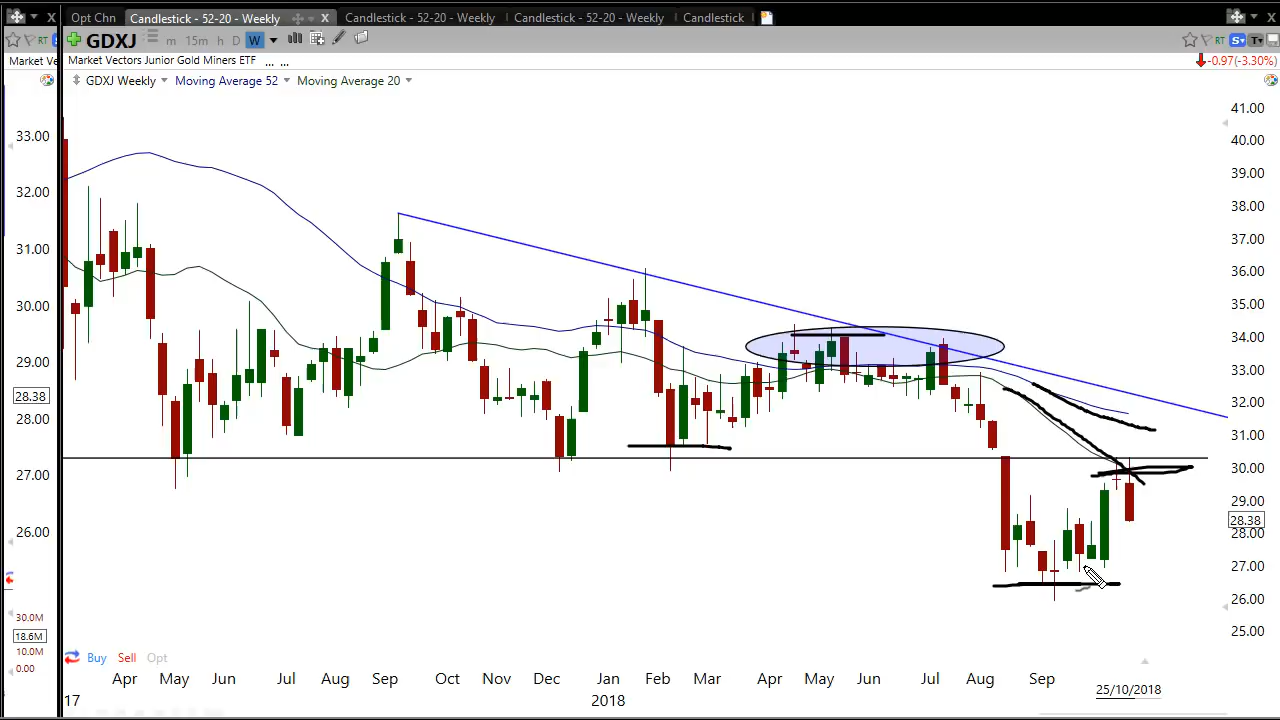 Opt Chn Candlestick - 52-20 - Weekly X Candlestick - 52-20 - Weekly Candlestick - 52-20 - Weekly Candlestick
RT GDXJ m 15m h D W RT S T
Market Ve Market Vectors Junior Gold Miners ETF ... ... -0.97(-3.30%)
GDXJ Weekly Moving Average 52 Moving Average 20
41.00
33.00 40.00
39.00
32.00 38.00
31.00 37.00
36.00
30.00 35.00
34.00
29.00 33.00
28.38 32.00
28.00 31.00
27.00 30.00
29.00
28.38
26.00 28.00
27.00
26.00
30.0M 25.00
18.6M
10.0M
0.00 Buy Sell Opt
Apr May Jun Jul Aug Sep Oct Nov Dec Jan Feb Mar Apr May Jun Jul Aug Sep
17 2018 25/10/2018